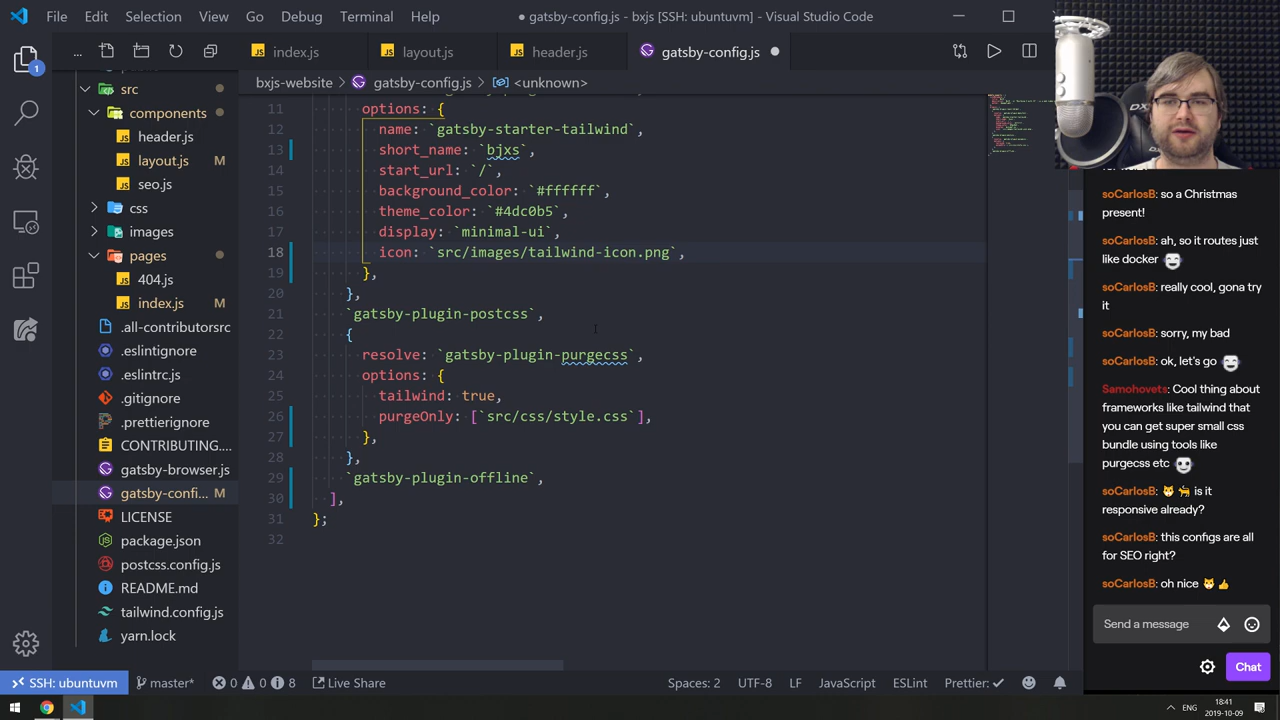 File Edit Selection View Go Debug Terminal Help
● gatsby-config.js - bxjs [SSH: ubuntuvm] - Visual Studio Code
...
index.js
layout.js
header.js
gatsby-config.js
bxjs-website > gatsby-config.js > <unknown>
1
src
components
header.js
layout.js M
seo.js
css
images
pages
404.js
index.js M
.all-contributorsrc
.eslintignore
.eslintrc.js
.gitignore
.prettierignore
CONTRIBUTING....
gatsby-browser.js
gatsby-confi... M
LICENSE
package.json
postcss.config.js
README.md
tailwind.config.js
yarn.lock
11 options: {
12 name: `gatsby-starter-tailwind`,
13 short_name: `bjxs`,
14 start_url: `/`,
15 background_color: `#ffffff`,
16 theme_color: `#4dc0b5`,
17 display: `minimal-ui`,
18 icon: `src/images/tailwind-icon.png`,
19 },
20 },
21 `gatsby-plugin-postcss`,
22 {
23 resolve: `gatsby-plugin-purgecss`,
24 options: {
25 tailwind: true,
26 purgeOnly: [`src/css/style.css`],
27 },
28 },
29 `gatsby-plugin-offline`,
30 ],
31 };
32
soCarlosB: so a Christmas
present!
soCarlosB: ah, so it routes just
like docker
soCarlosB: really cool, gona try
it
soCarlosB: sorry, my bad
soCarlosB: ok, let's go
Samohovets: Cool thing about
frameworks like tailwind that
you can get super small css
bundle using tools like
purgecss etc
soCarlosB: is it
responsive already?
soCarlosB: this configs are all
for SEO right?
soCarlosB: oh nice
Send a message
Chat
SSH: ubuntuvm master* 0 0 8 Live Share Spaces: 2 UTF-8 LF JavaScript ESLint Prettier: ✓
ENG 18:41
2019-10-09